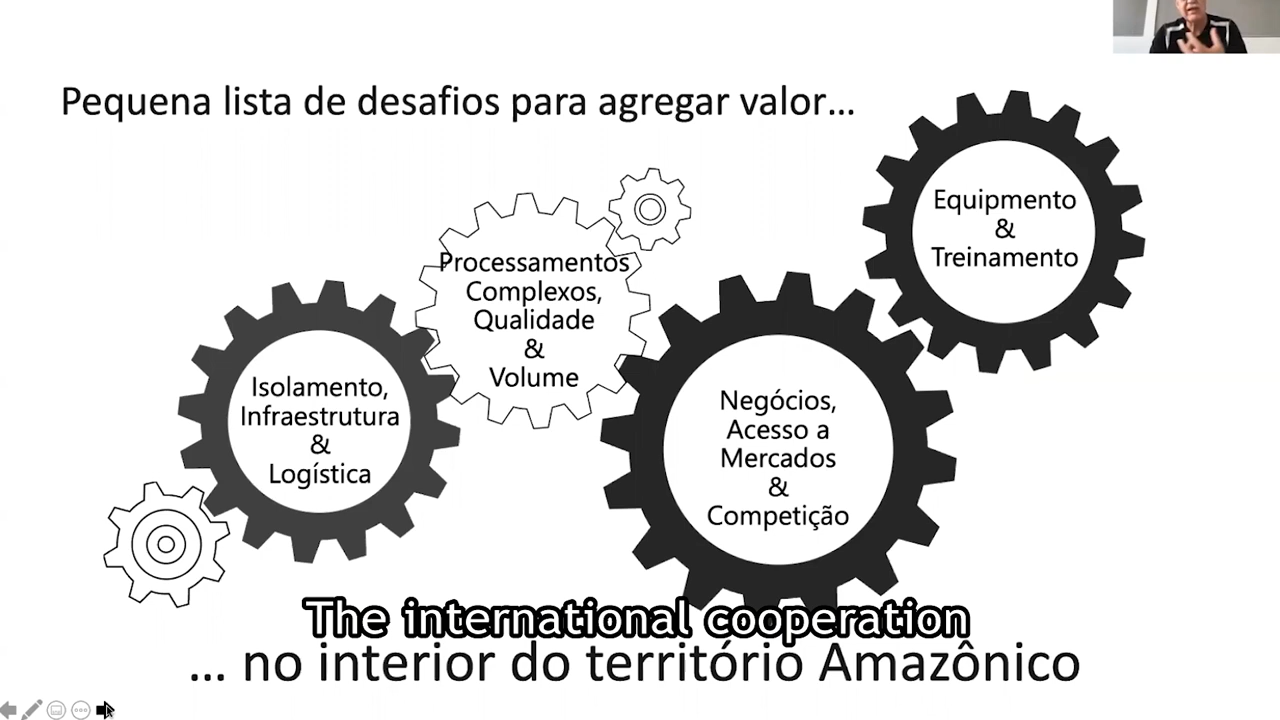 Pequena lista de desafios para agregar valor...
Equipmento
&
Treinamento
Processamentos
Complexos,
Qualidade
&
Volume
Isolamento,
Infraestrutura
&
Logística
Negócios,
Acesso a
Mercados
&
Competição
The international cooperation
... no interior do território Amazônico